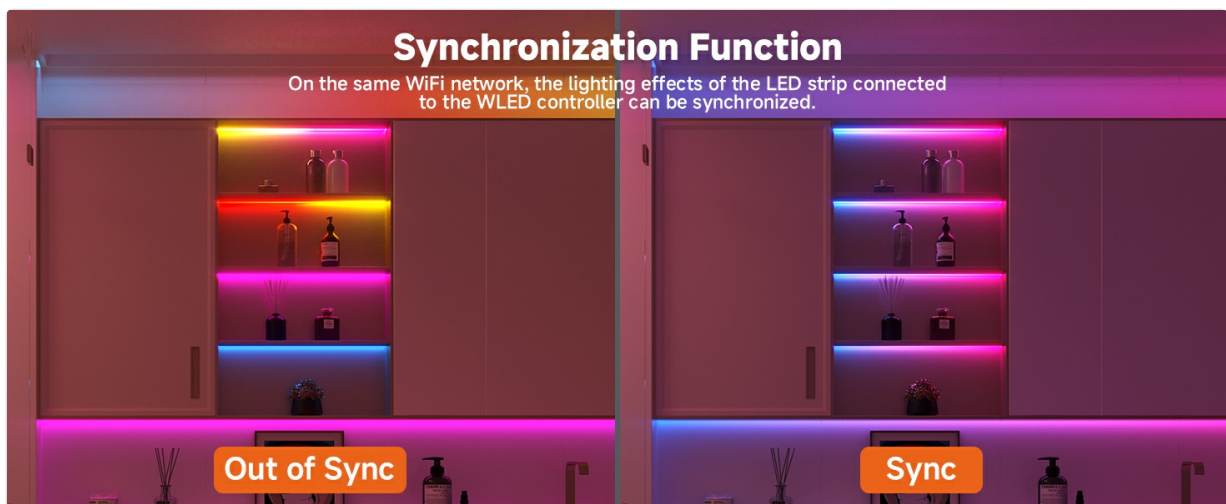 Synchronization Function
On the same WiFi network, the lighting effects of the LED strip connected
to the WLED controller can be synchronized.
Out of Sync
Sync